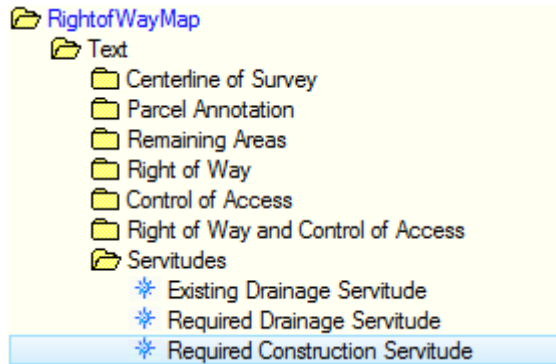 RightofWayMap
Text
Centerline of Survey
Parcel Annotation
Remaining Areas
Right of Way
Control of Access
Right of Way and Control of Access
Servitudes
Existing Drainage Servitude
Required Drainage Servitude
Required Construction Servitude